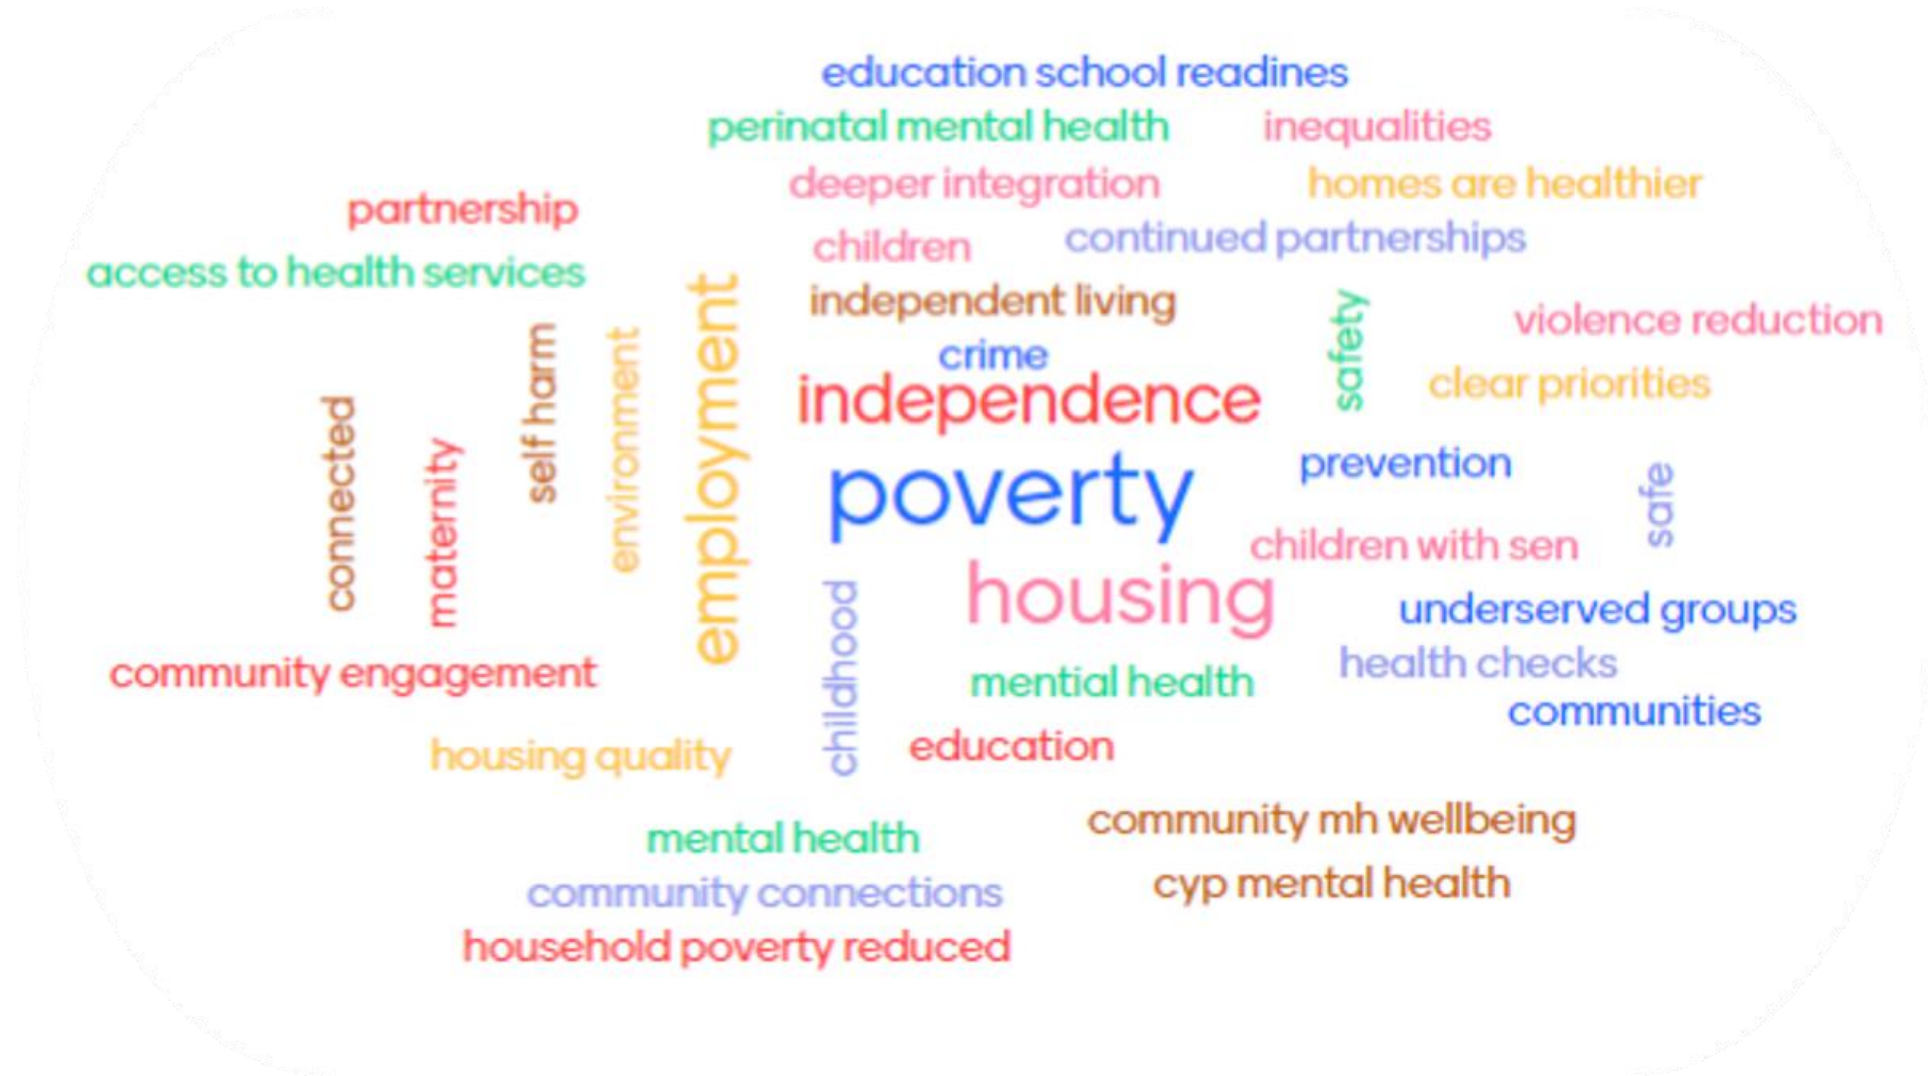 education school readines
perinatal mental health
inequalities
deeper integration
homes are healthier
partnership
children
continued partnerships
access to health services
independent living
safety
violence reduction
crime
self harm
environment
employment
independence
clear priorities
connected
maternity
poverty
prevention
safe
children with sen
housing
underserved groups
childhood
community engagement
mential health
health checks
communities
housing quality
education
mental health
community mh wellbeing
community connections
cyp mental health
household poverty reduced